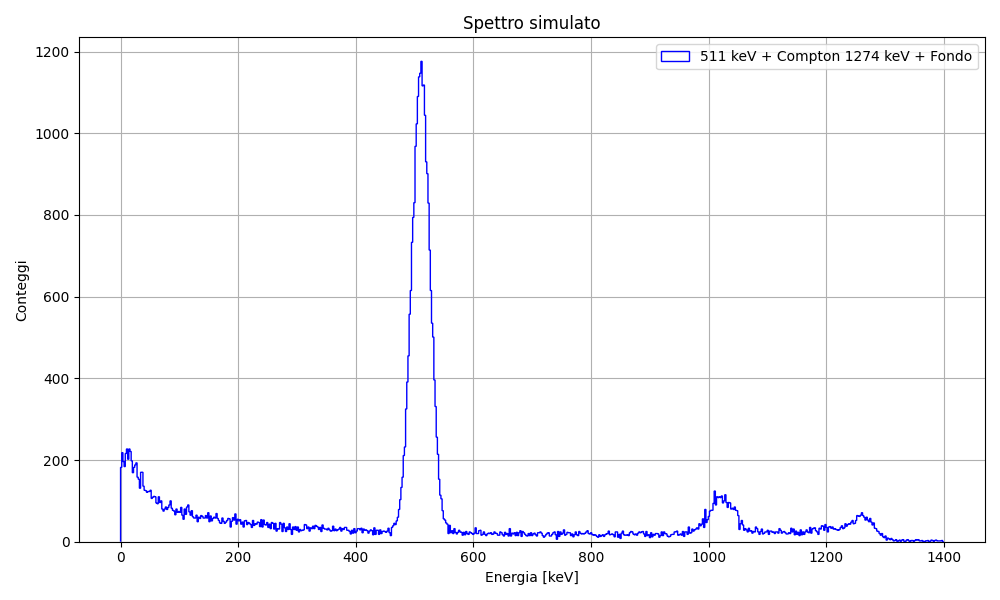 Spettro simulato
511 keV + Compton 1274 keV + Fondo
Conteggi
1200
1000
800
600
400
200
0
0 200 400 600 800 1000 1200 1400
Energia [keV]